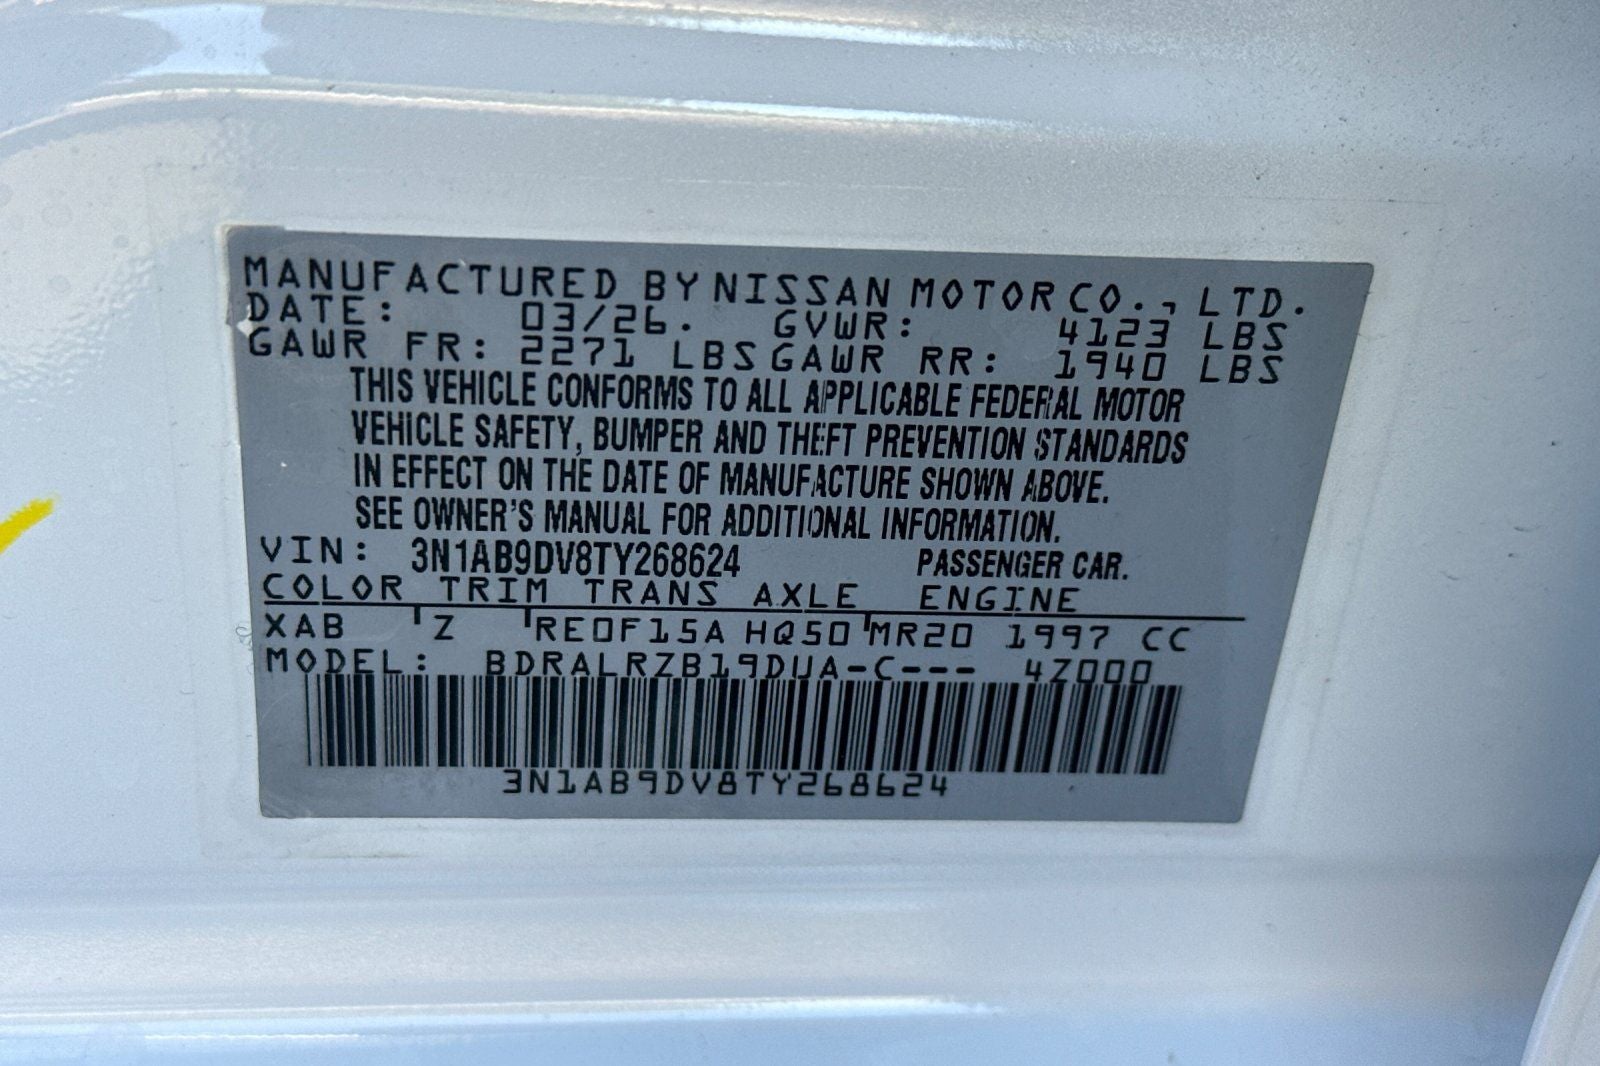 MANUFACTURED BY NISSAN MOTOR CO., LTD.
DATE: 03/26. GVWR: 4123 LBS
GAWR FR: 2271 LBS GAWR RR: 1940 LBS
THIS VEHICLE CONFORMS TO ALL APPLICABLE FEDERAL MOTOR
VEHICLE SAFETY, BUMPER AND THEFT PREVENTION STANDARDS
IN EFFECT ON THE DATE OF MANUFACTURE SHOWN ABOVE.
SEE OWNER'S MANUAL FOR ADDITIONAL INFORMATION.
VIN: 3N1AB9DV8TY268624 PASSENGER CAR.
COLOR TRIM TRANS AXLE ENGINE
XAB Z RE0F15A HQ50 MR20 1997 CC
MODEL: BDRALRZB19DUA-C--- 4Z000
3N1AB9DV8TY268624